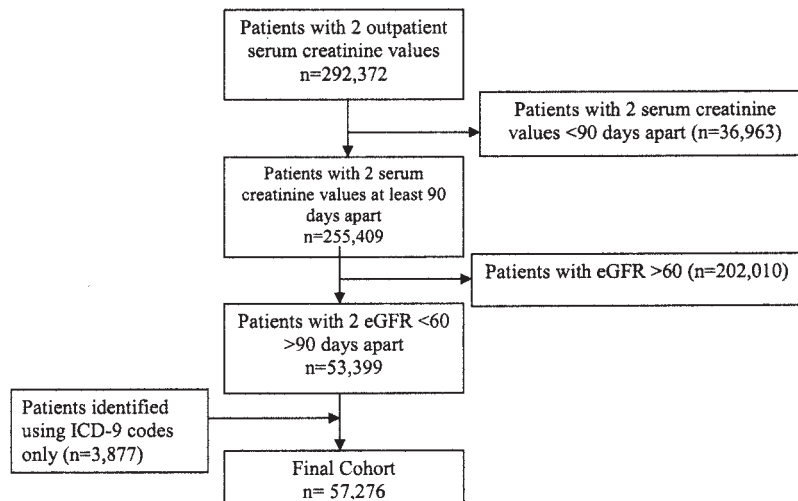 Patients with 2 outpatient
serum creatinine values
n=292,372
Patients with 2 serum creatinine
values <90 days apart (n=36,963)
Patients with 2 serum
creatinine values at least 90
days apart
n=255,409
Patients with eGFR >60 (n=202,010)
Patients with 2 eGFR <60
>90 days apart
n=53,399
Patients identified
using ICD-9 codes
only (n=3,877)
Final Cohort
n= 57,276